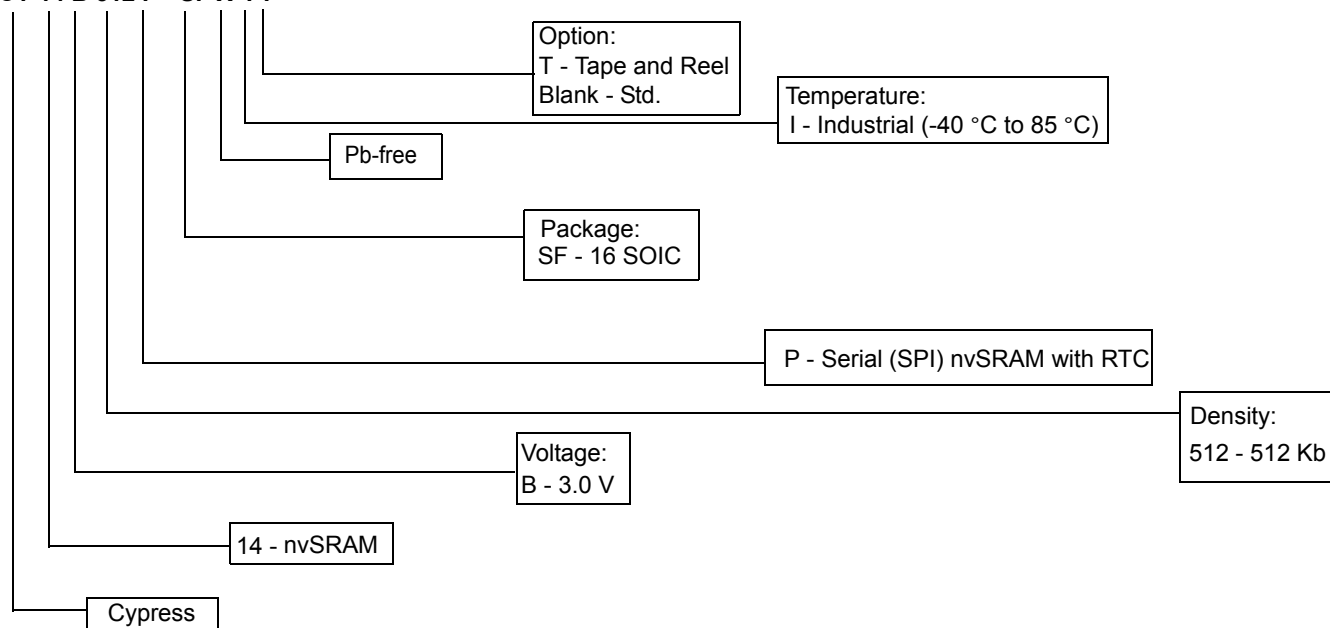 Option:
T - Tape and Reel
Blank - Std.
Temperature:
I - Industrial (-40 °C to 85 °C)
Pb-free
Package:
SF - 16 SOIC
P - Serial (SPI) nvSRAM with RTC
Density:
512 - 512 Kb
Voltage:
B - 3.0 V
14 - nvSRAM
Cypress